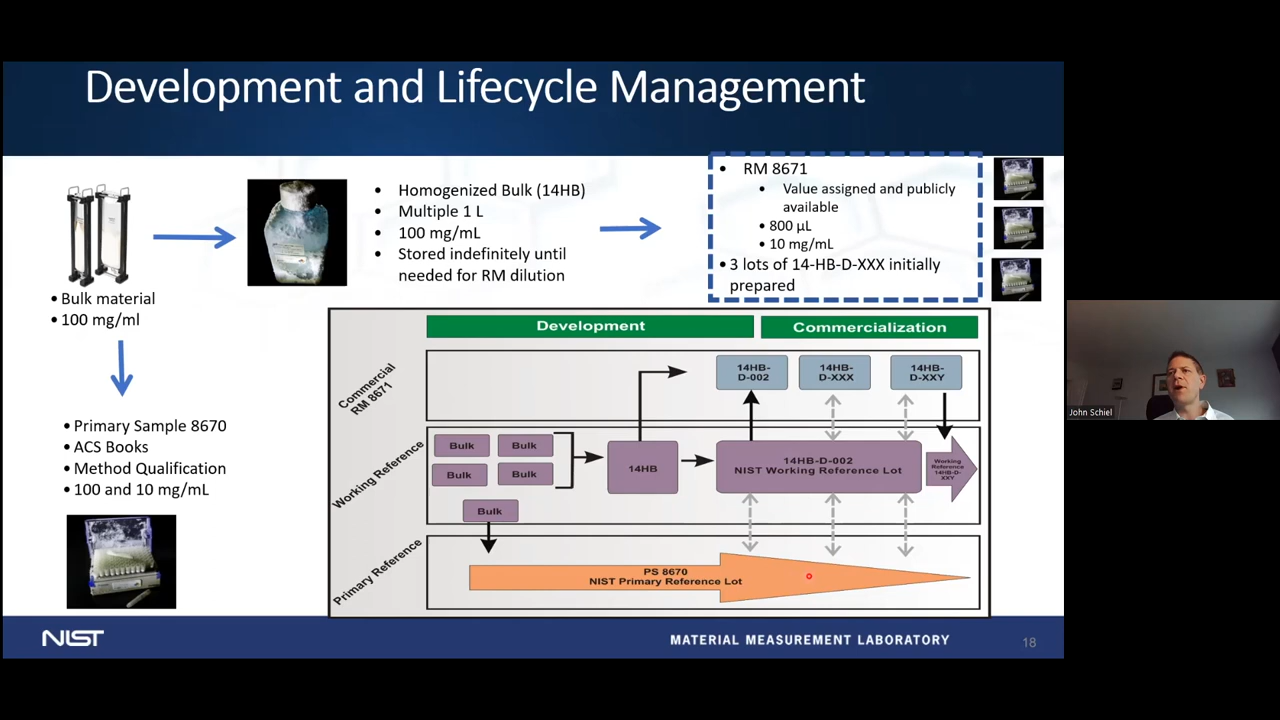 Development and Lifecycle Management
• Bulk material
• 100 mg/ml
• Homogenized Bulk (14HB)
• Multiple 1 L
• 100 mg/mL
• Stored indefinitely until
needed for RM dilution
• RM 8671
• Value assigned and publicly
available
• 800 µL
• 10 mg/mL
• 3 lots of 14-HB-D-XXX initially
prepared
• Primary Sample 8670
• ACS Books
• Method Qualification
• 100 and 10 mg/mL
Development
Commercialization
Commercial
RM 8671
14HB-
D-002
14HB-
D-XXX
14HB-
D-XXY
Working Reference
Bulk
Bulk
Bulk
Bulk
Bulk
14HB
14HB-D-002
NIST Working Reference Lot
Working
Reference
14HB-D-
XXY
Primary Reference
PS 8670
NIST Primary Reference Lot
NIST
MATERIAL MEASUREMENT LABORATORY
18
John Schiel